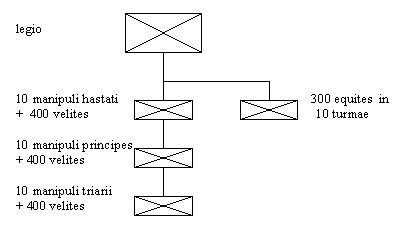 legio
10 manipuli hastati
+ 400 velites
300 equites in
10 turmae
10 manipuli principes
+ 400 velites
10 manipuli triarii
+ 400 velites